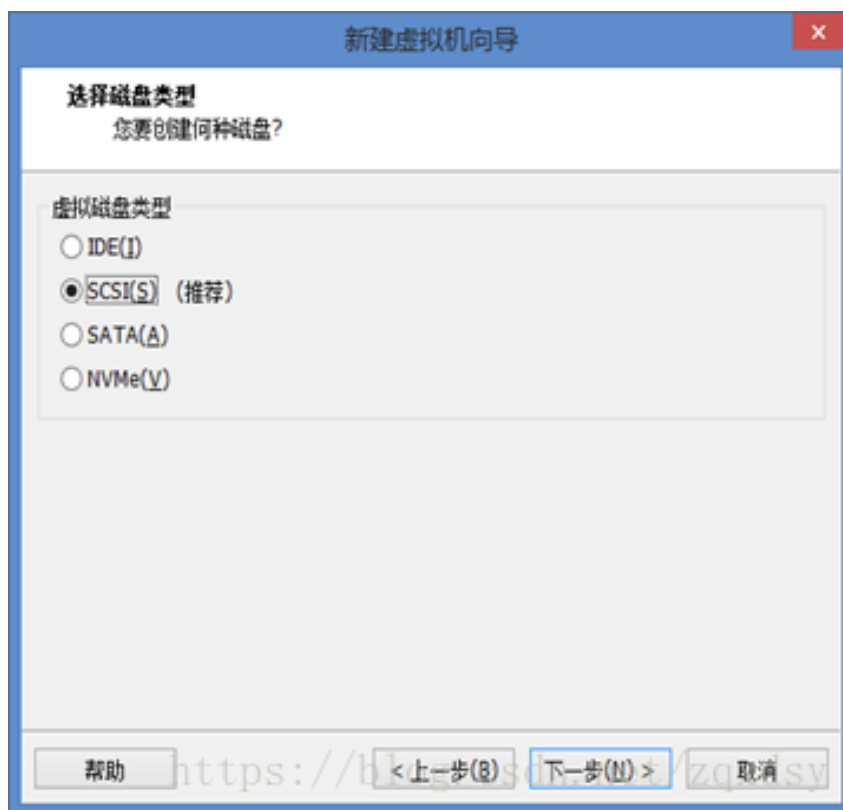 新建虚拟机向导
选择磁盘类型
您要创建何种磁盘?
虚拟磁盘类型
IDE(I)
SCSI(S) (推荐)
SATA(A)
NVMe(V)
帮助 < 上一步(B) 下一步(N) > 取消